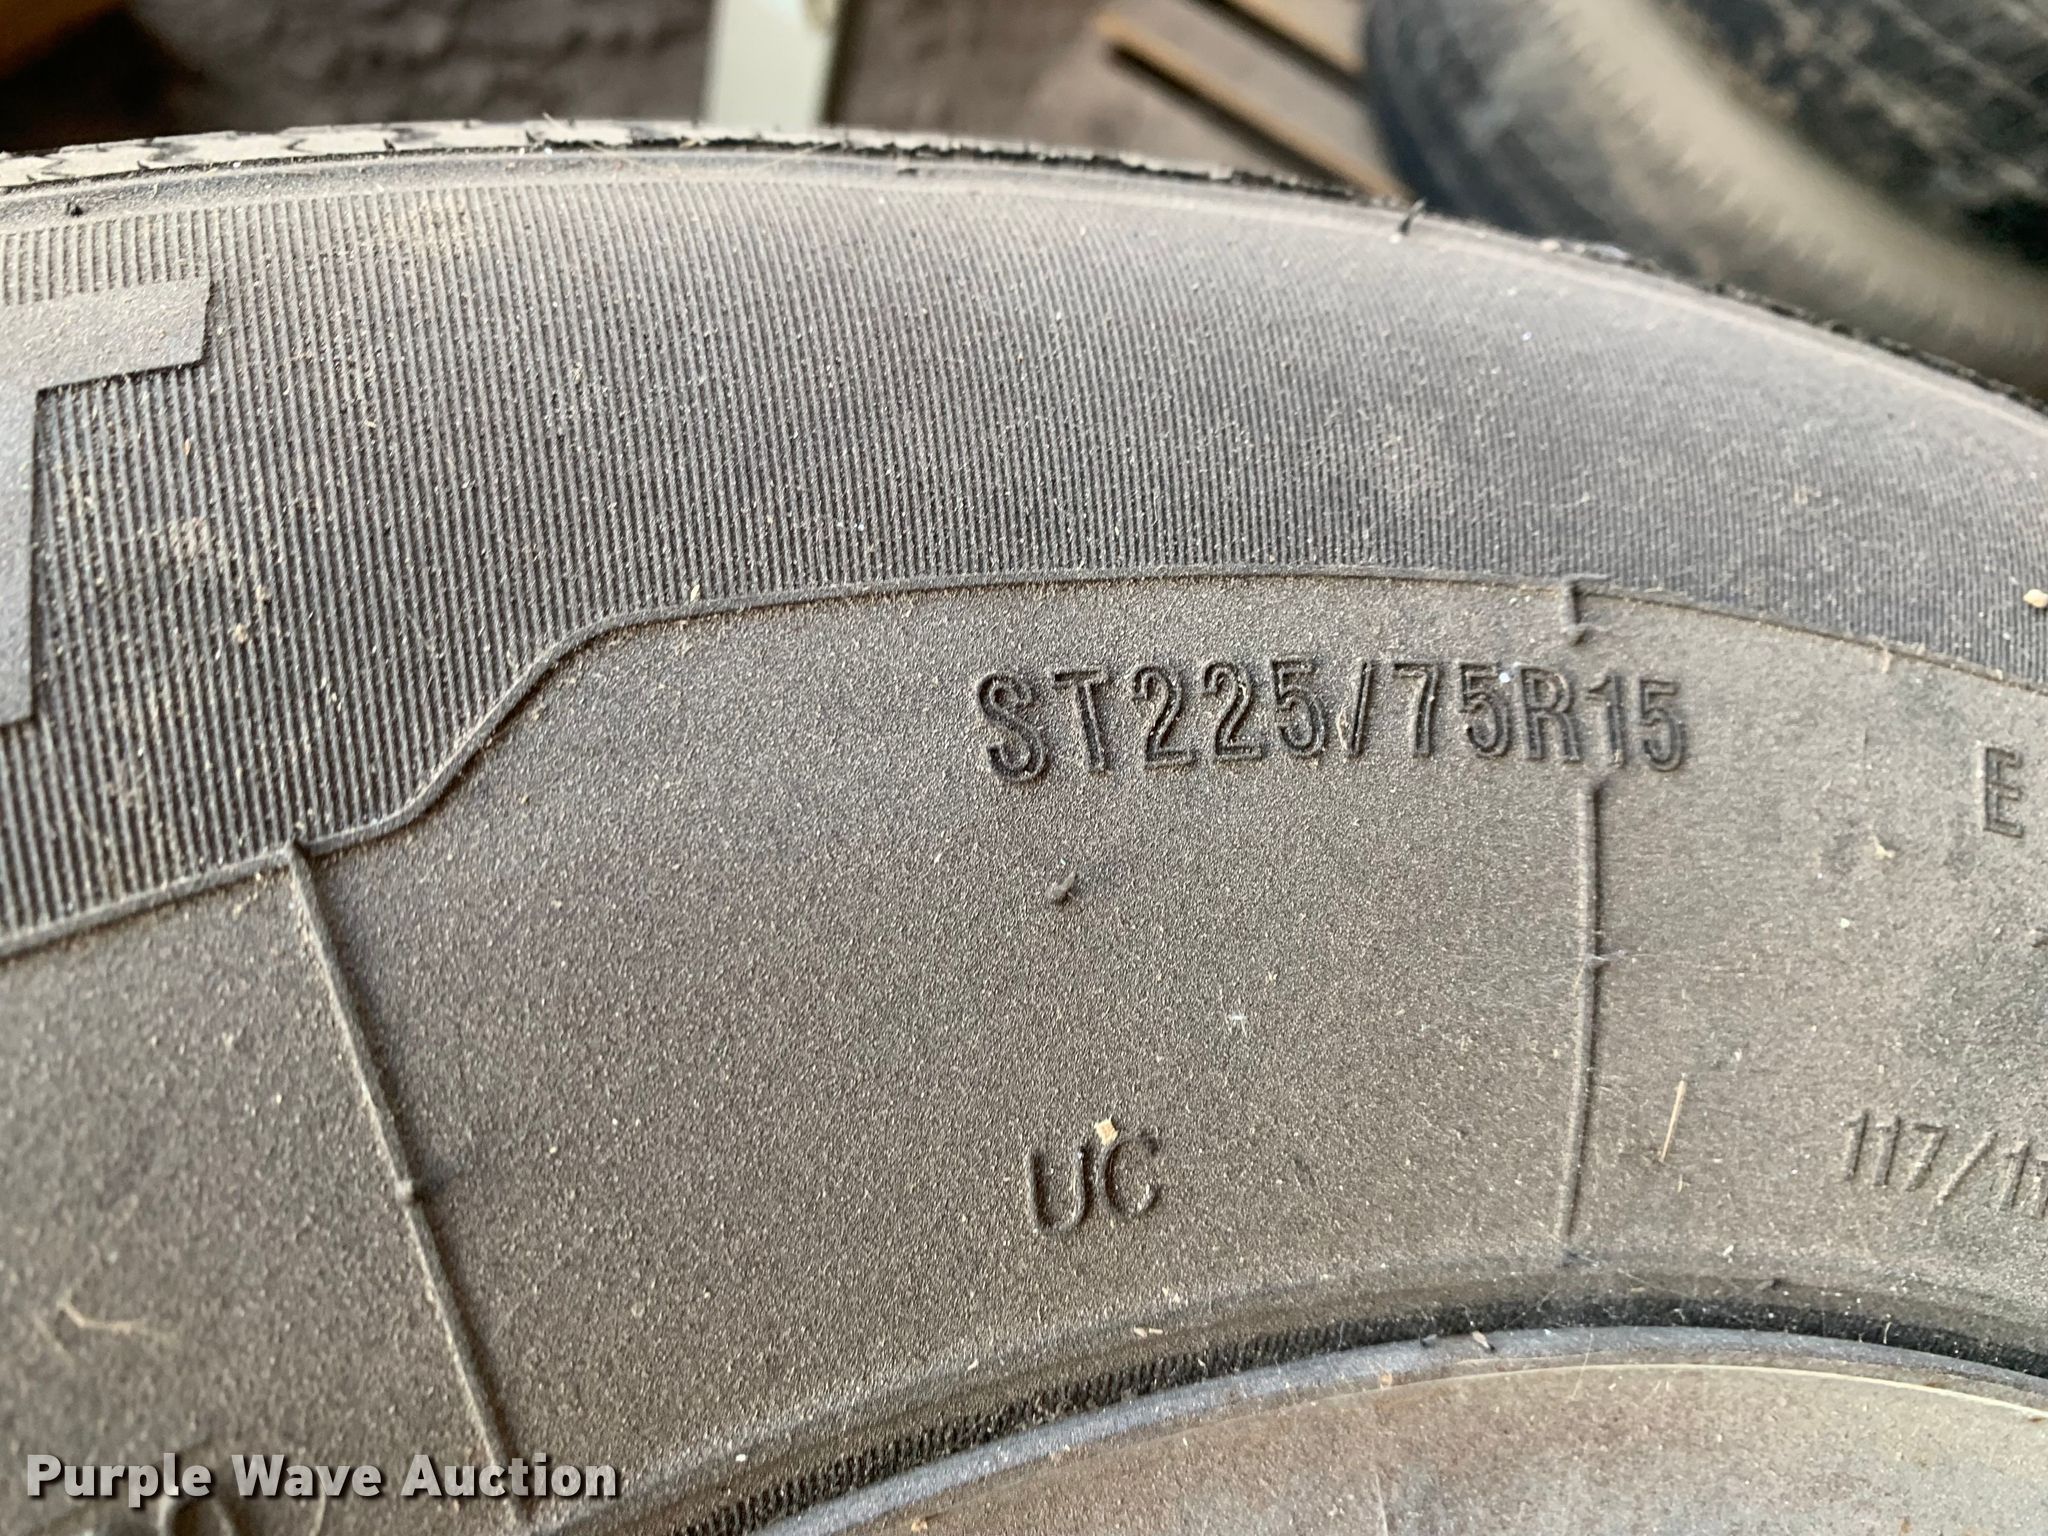 ST225/75R15
E
UC
117/11
Purple Wave Auction